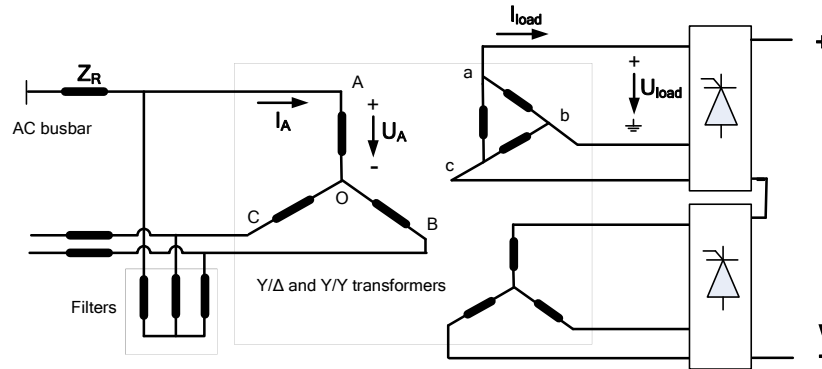 I_load
+
a
Z_R
A
+
+
U_load
I_A
U_A
b
AC busbar
-
c
O
C
B
Y/Δ and Y/Y transformers
Filters
-